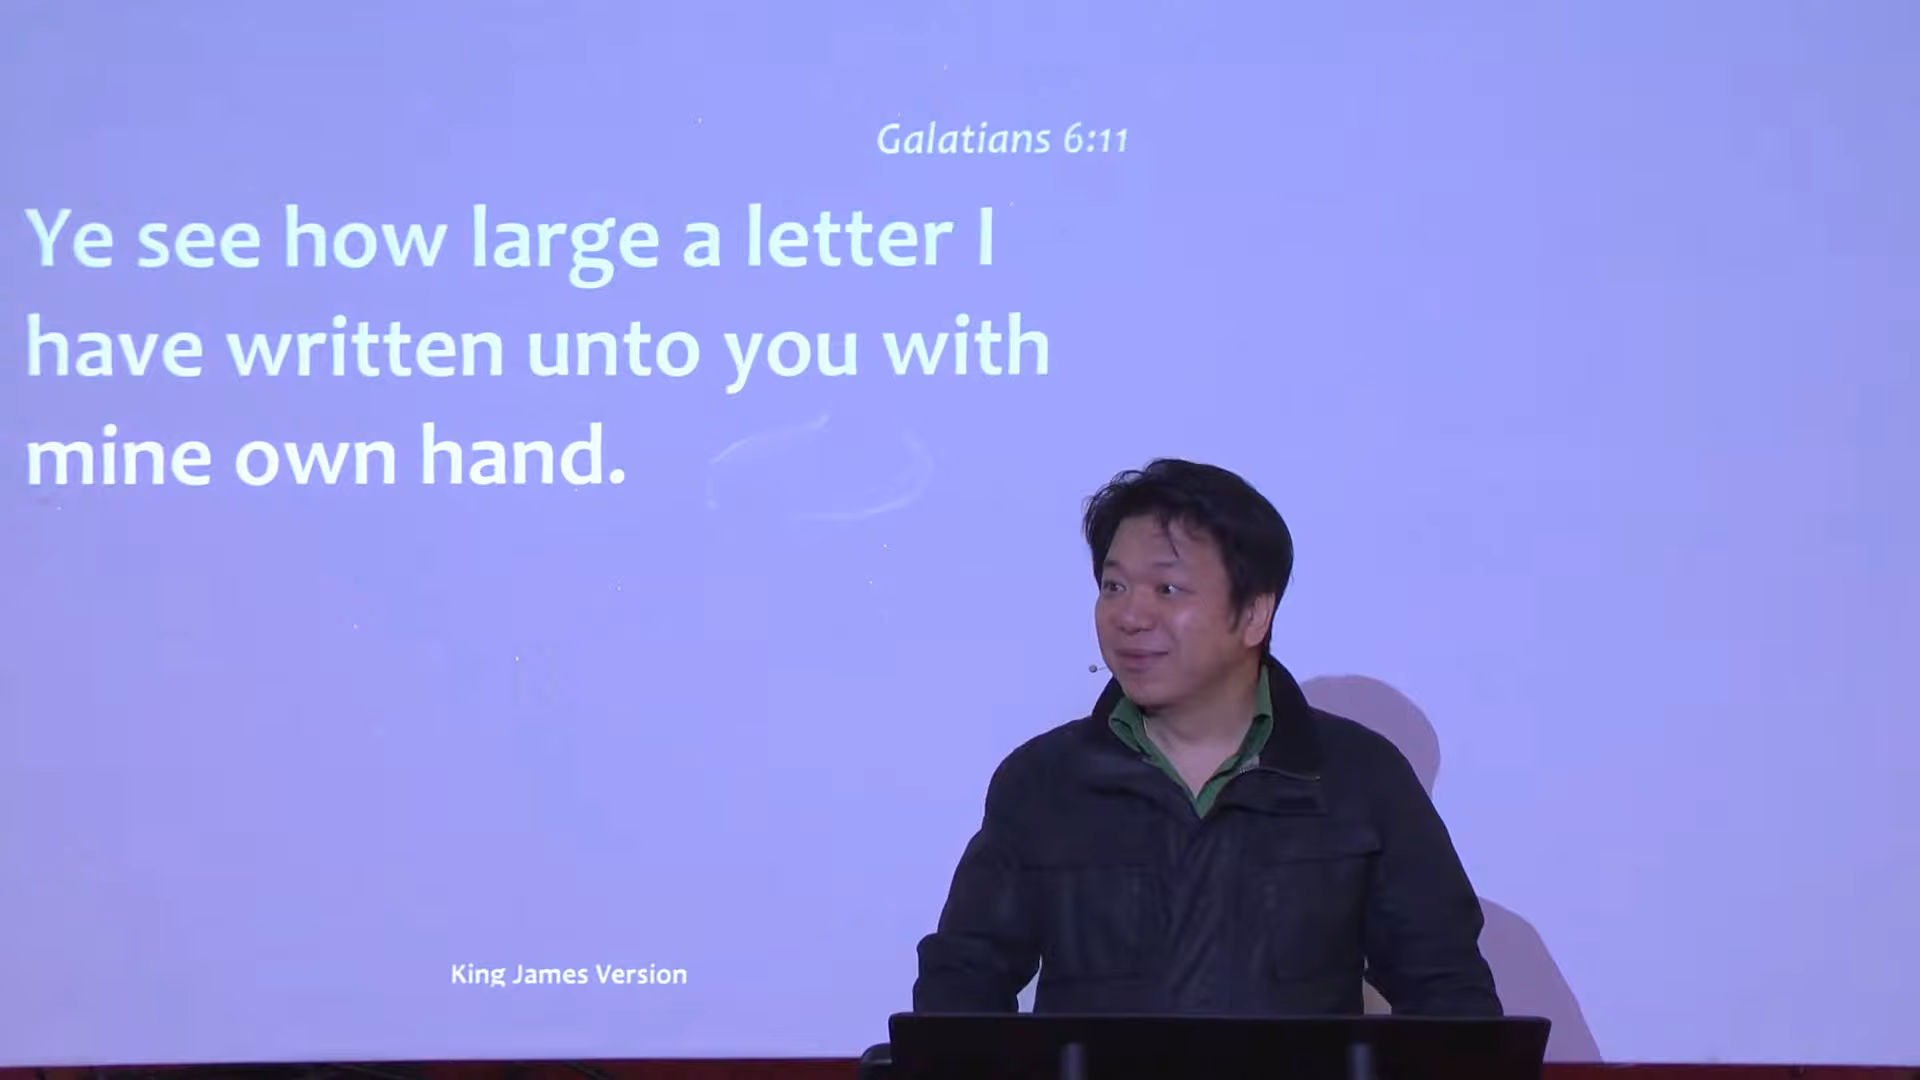 Galatians 6:11
Ye see how large a letter I
have written unto you with
mine own hand.
King James Version